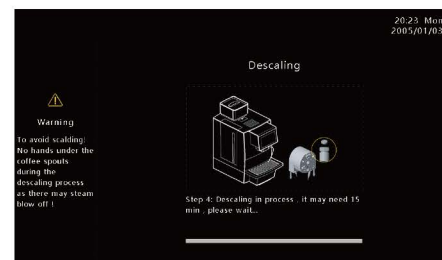 20:23 Mon
2005/01/03
Descaling
Warning
To avoid scalding:
No hands under the
coffee spouts
during the
descaling process
as there may steam
blow off !
Step 4: Descaling in process , it may need 15
min , please wait...